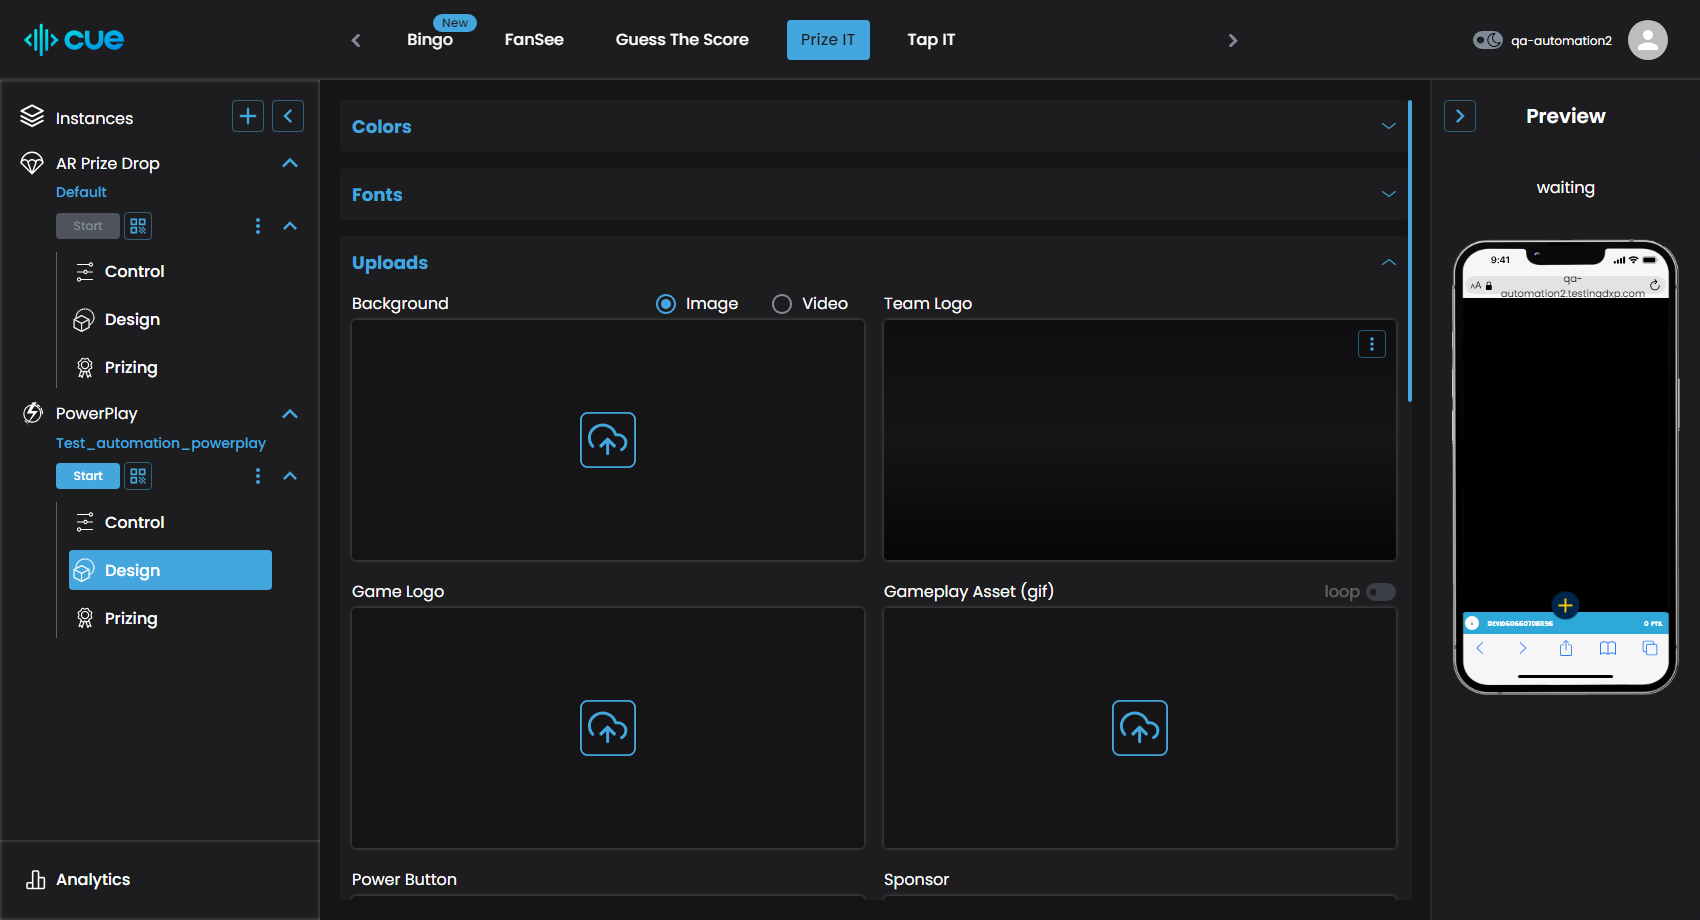 cue
New
Bingo
FanSee
Guess The Score
Prize IT
Tap IT
qa-automation2
Instances
AR Prize Drop
Default
Start
Control
Design
Prizing
PowerPlay
Test_automation_powerplay
Start
Control
Design
Prizing
Analytics
Colors
Fonts
Uploads
Background
Image
Video
Team Logo
Game Logo
Gameplay Asset (gif)
loop
Power Button
Sponsor
Preview
waiting
9:41
AA
qa-
automation2.testingdxp.com
0 PTS.